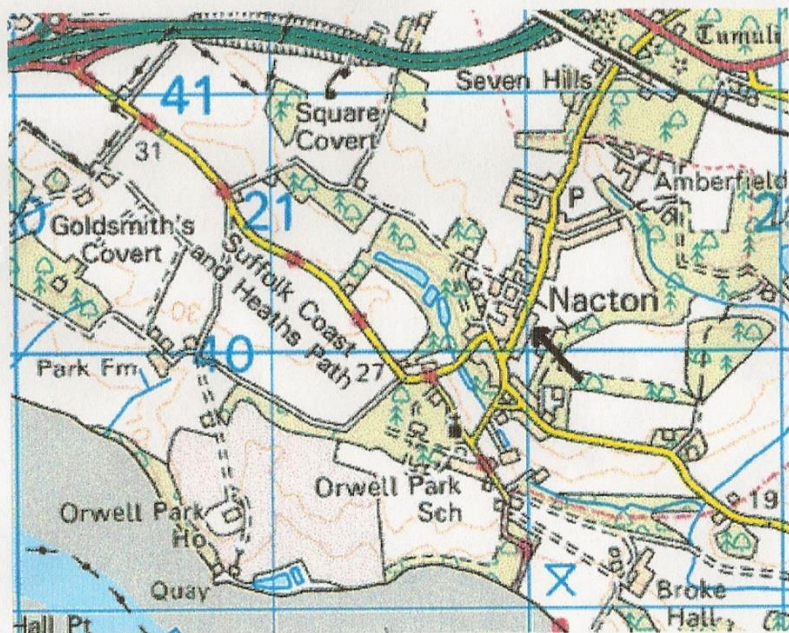 Tumuli
Seven Hills
41
Square
Covert
31
Amberfield
P
0
Goldsmith's
Covert
21
2
Suffolk Coast
and Heaths Path
Nacton
30
40
Park Fm
27
Orwell Park
Sch
19
Orwell Park
Ho
Quay
Broke
Hall
Hall Pt